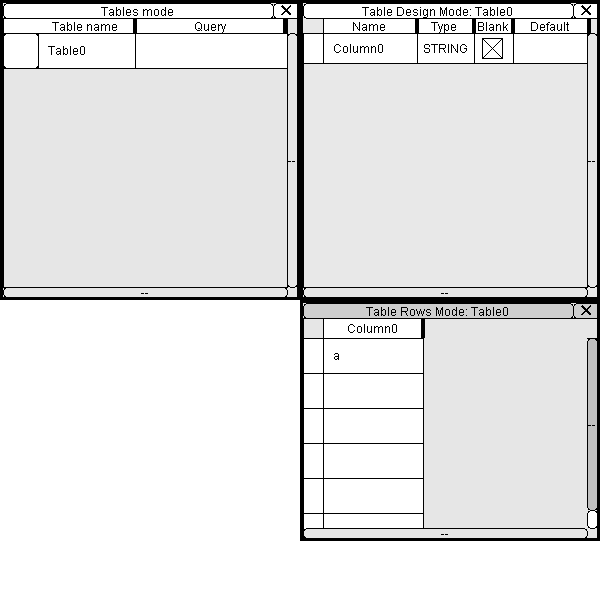 Tables mode
Table name Query
Table0
--
--
Table Design Mode: Table0
Name Type Blank Default
Column0 STRING
--
--
Table Rows Mode: Table0
Column0
a
--
--